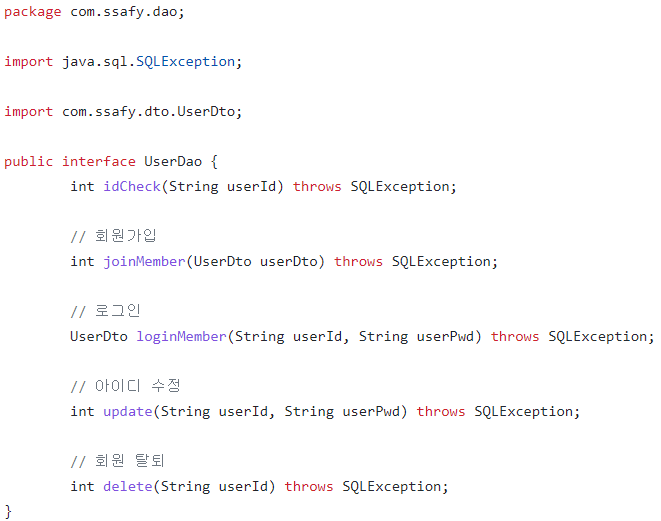 package com.ssafy.dao;
import java.sql.SQLException;
import com.ssafy.dto.UserDto;
public interface UserDao {
int idCheck(String userId) throws SQLException;
// 회원가입
int joinMember(UserDto userDto) throws SQLException;
// 로그인
UserDto loginMember(String userId, String userPwd) throws SQLException;
// 아이디 수정
int update(String userId, String userPwd) throws SQLException;
// 회원 탈퇴
int delete(String userId) throws SQLException;
}